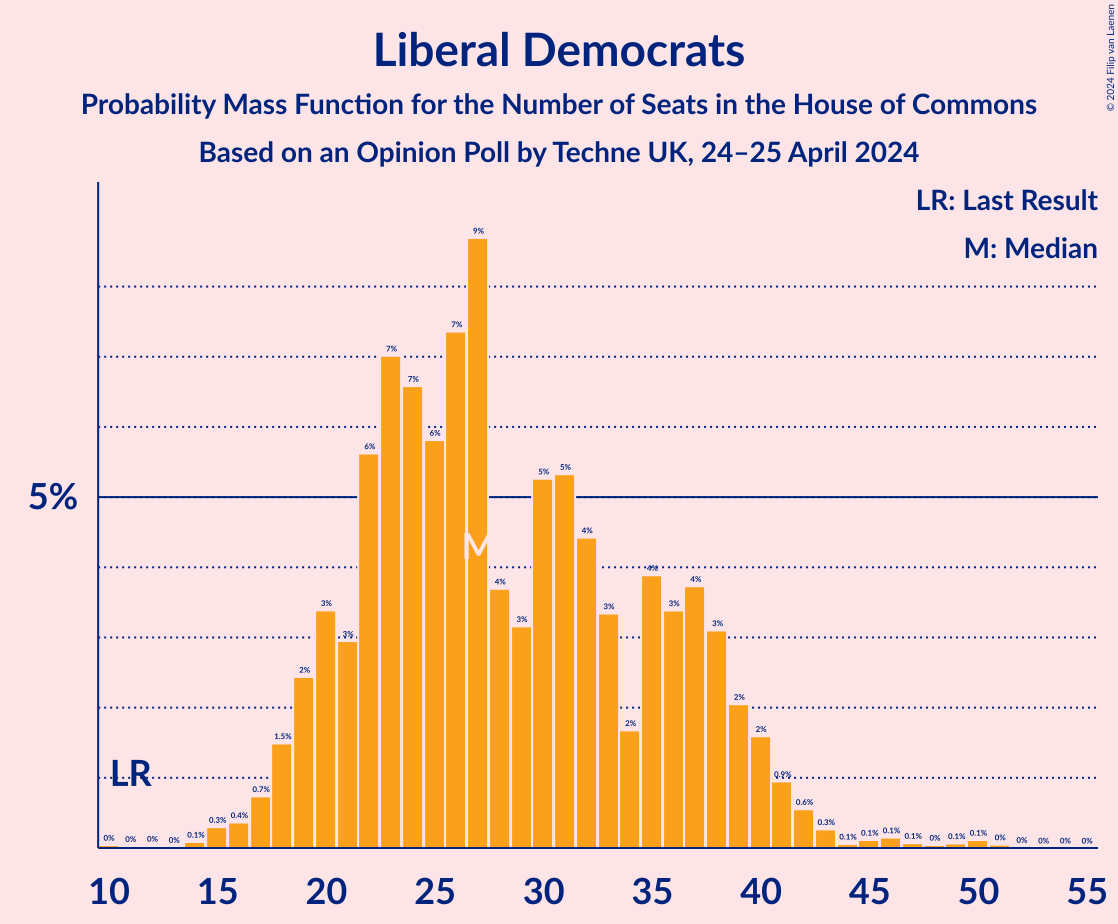 Liberal Democrats
Probability Mass Function for the Number of Seats in the House of Commons
Based on an Opinion Poll by Techne UK, 24–25 April 2024
© 2024 Filip van Laenen
LR: Last Result
M: Median
5%
LR
M
0% 0% 0% 0% 0.1% 0.3% 0.4% 0.7% 1.5% 2% 3% 3% 6% 7% 7% 6% 7% 9% 4% 3% 5% 5% 4% 3% 2% 4% 3% 4% 3% 2% 2% 0.9% 0.6% 0.3% 0.1% 0.1% 0.1% 0.1% 0% 0.1% 0.1% 0% 0% 0% 0% 0%
10 15 20 25 30 35 40 45 50 55